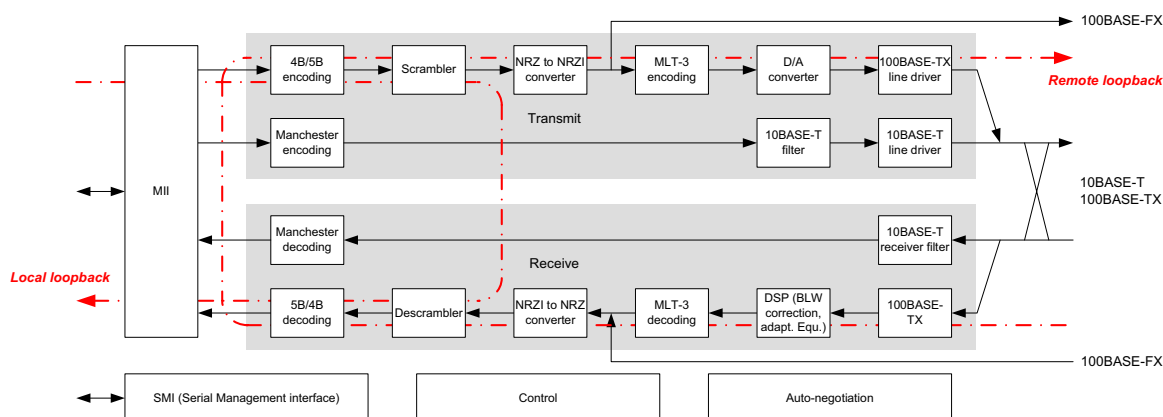 100BASE-FX
4B/5B
encoding
Scrambler
NRZ to NRZI
converter
MLT-3
encoding
D/A
converter
100BASE-TX
line driver
Remote loopback
Transmit
Manchester
encoding
10BASE-T
filter
10BASE-T
line driver
MII
10BASE-T
100BASE-TX
Manchester
decoding
10BASE-T
receiver filter
Receive
Local loopback
5B/4B
decoding
Descrambler
NRZI to NRZ
converter
MLT-3
decoding
DSP (BLW
correction,
adapt. Equ.)
100BASE-
TX
100BASE-FX
SMI (Serial Management interface)
Control
Auto-negotiation